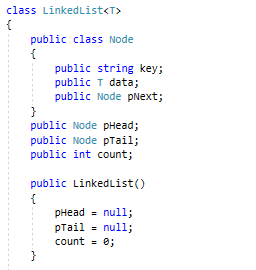 class LinkedList<T>
{
public class Node
{
public string key;
public T data;
public Node pNext;
}
public Node pHead;
public Node pTail;
public int count;
public LinkedList()
{
pHead = null;
pTail = null;
count = 0;
}